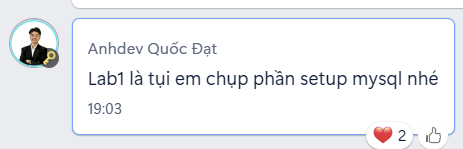 Anhdev Quốc Đạt
Lab1 là tụi em chụp phần setup mysql nhé
19:03
2